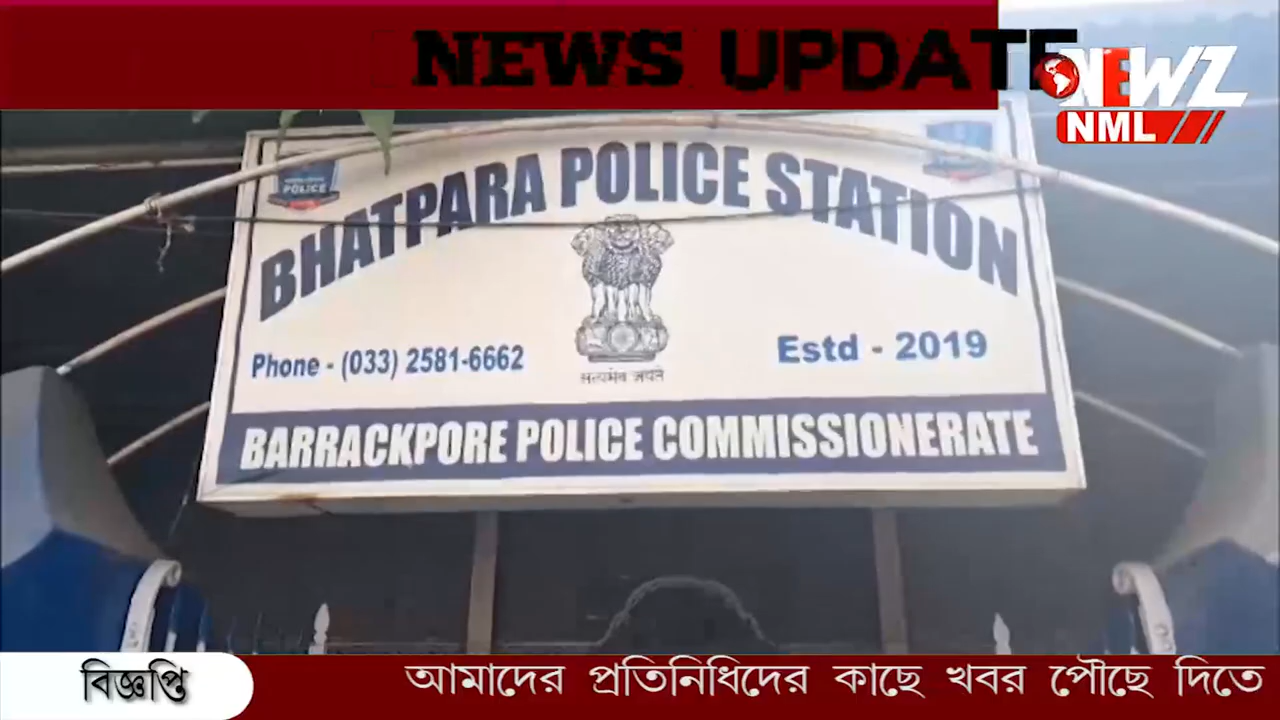 NEWS UPDATE
NEWZ
NML
POLICE
BHATPARA POLICE STATION
Phone - (033) 2581-6662
Estd - 2019
सत्यमेव जयते
BARRACKPORE POLICE COMMISSIONERATE
বিজ্ঞপ্তি
আমাদের প্রতিনিধিদের কাছে খবর পৌছে দিতে